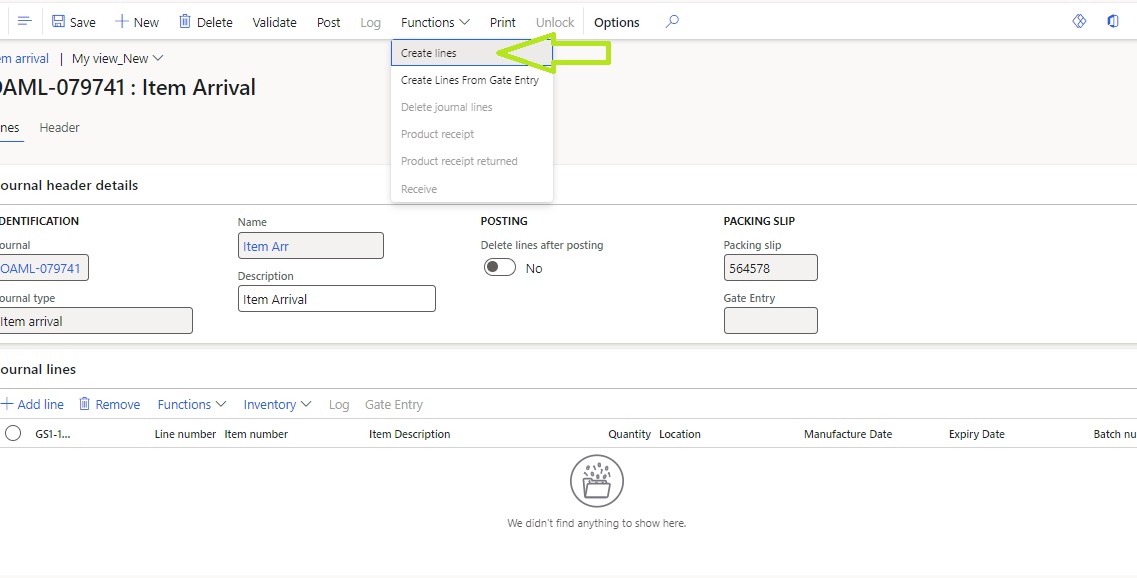 Save New Delete Validate Post Log Functions Print Unlock Options
Create lines
Create Lines From Gate Entry
Delete journal lines
Product receipt
Product receipt returned
Receive
em arrival | My view_New
OAML-079741 : Item Arrival
nes Header
ournal header details
DENTIFICATION
ournal
OAML-079741
ournal type
Item arrival
Name
Item Arr
Description
Item Arrival
POSTING
Delete lines after posting
No
PACKING SLIP
Packing slip
564578
Gate Entry
ournal lines
Add line Remove Functions Inventory Log Gate Entry
GS1-1... Line number Item number Item Description Quantity Location Manufacture Date Expiry Date Batch nu
We didn't find anything to show here.